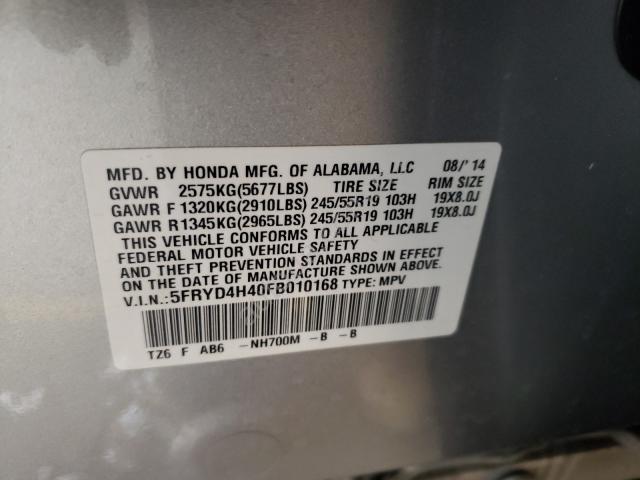 MFD. BY HONDA MFG. OF ALABAMA, LLC 08/'14
GVWR 2575KG(5677LBS) TIRE SIZE RIM SIZE
GAWR F 1320KG(2910LBS) 245/55R19 103H 19X8.0J
GAWR R 1345KG(2965LBS) 245/55R19 103H 19X8.0J
THIS VEHICLE CONFORMS TO ALL APPLICABLE
FEDERAL MOTOR VEHICLE SAFETY
AND THEFT PREVENTION STANDARDS IN EFFECT
ON DATE OF MANUFACTURE SHOWN ABOVE.
V.I.N.:5FRYD4H40FB010168 TYPE: MPV
TZ6 F AB6 -NH700M -B -B